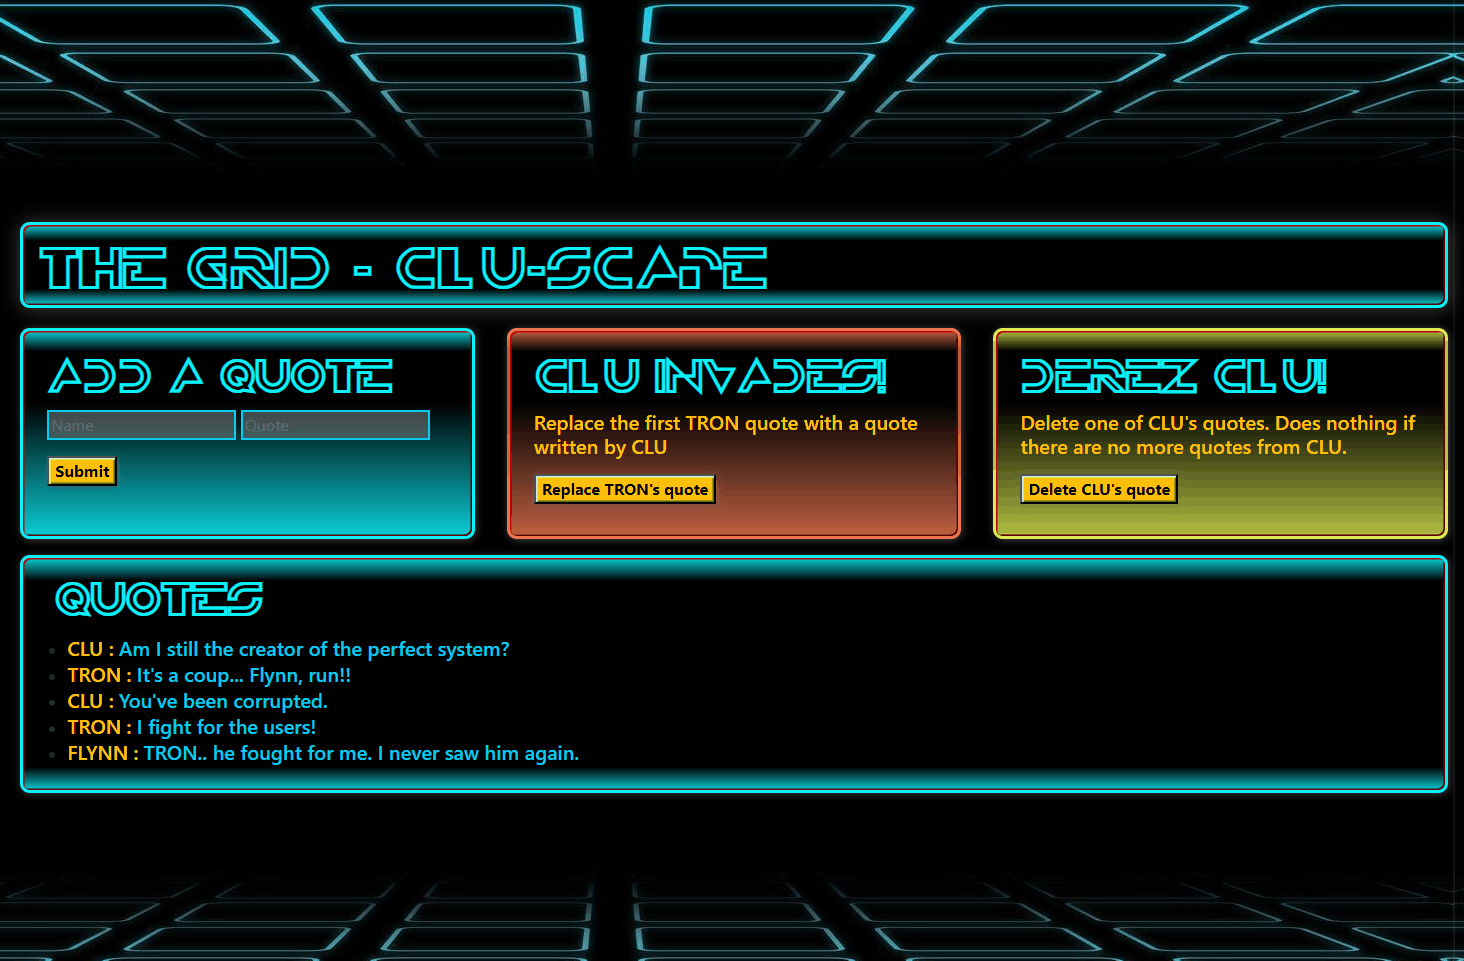 THE GRID - CLU-SCAPE
ADD A QUOTE
Name
Quote
Submit
CLU INVADES!
Replace the first TRON quote with a quote
written by CLU
Replace TRON's quote
DEREZ CLU!
Delete one of CLU's quotes. Does nothing if
there are no more quotes from CLU.
Delete CLU's quote
QUOTES
CLU : Am I still the creator of the perfect system?
TRON : It's a coup... Flynn, run!!
CLU : You've been corrupted.
TRON : I fight for the users!
FLYNN : TRON.. he fought for me. I never saw him again.